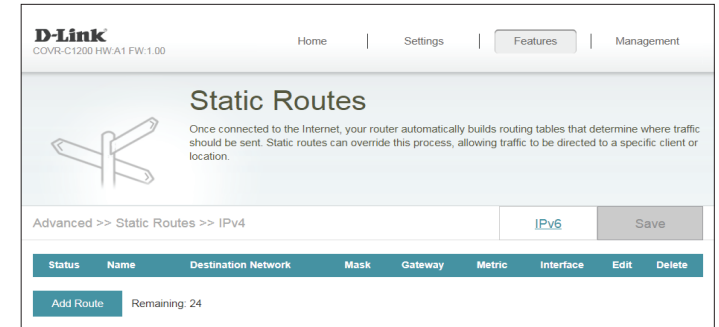 D-Link
COVR-C1200 HW:A1 FW:1.00
Home
Settings
Features
Management
Static Routes
Once connected to the Internet, your router automatically builds routing tables that determine where traffic
should be sent. Static routes can override this process, allowing traffic to be directed to a specific client or
location.
Advanced >> Static Routes >> IPv4
IPv6
Save
Status Name Destination Network Mask Gateway Metric Interface Edit Delete
Add Route Remaining: 24